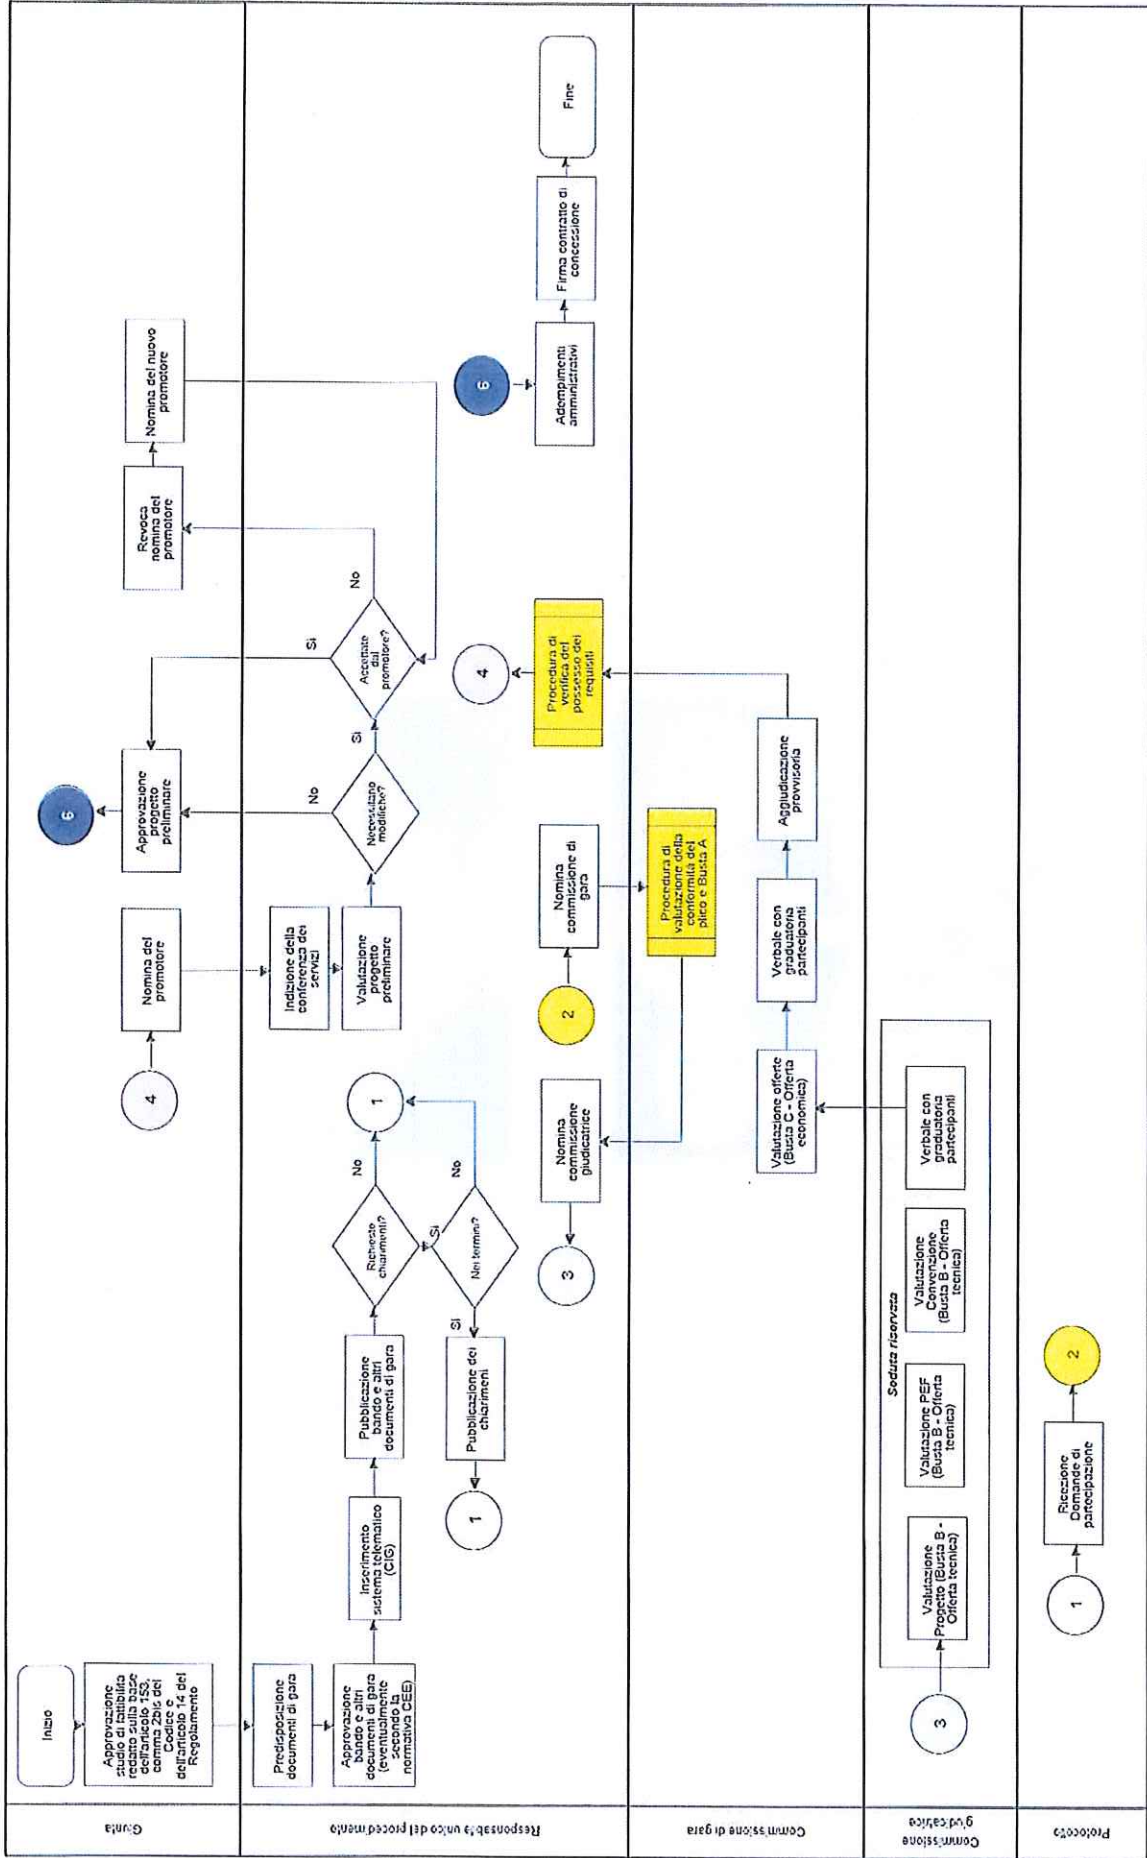 Giunta
Inizio
Approvazione
studio di fattibilità
redatto sulla base
dell'articolo 153,
comma 2bis del
Codice e
dell'articolo 14 del
Regolamento
4
Nomina del
promotore
6
Approvazione
progetto
preliminare
Revoca
nomina del
promotore
Nomina del nuovo
promotore
Responsabile unico del procedimento
Predisposizione
documenti di gara
Approvazione
bando e altri
documenti di gara
(eventualmente
secondo la
normativa CEE)
Inserimento
sistema telematico
(CIG)
Pubblicazione
bando e altri
documenti di gara
Richieste
chiarimenti?
No
Si
1
Nei termini?
No
Si
Pubblicazione dei
chiarimeni
1
Indizione della
conferenza dei
servizi
Valutazione
progetto
preliminare
Necessitano
modifiche?
No
Si
Accettate
dal
promotore?
Si
No
3
Nomina
commissione
giudicatrice
2
Nomina
commissione di
gara
4
Procedura di
verifica del
possesso dei
requisiti
6
Adempimenti
amministrativi
Firma contratto di
concessione
Fine
Commissione di gara
Procedura di
valutazione della
conformità del
plico e Busta A
Valutazione offerte
(Busta C - Offerta
economica)
Verbale con
graduatoria
partecipanti
Aggiudicazione
provvisoria
Commissione
giudicatrice
3
Seduta riservata
Valutazione
Progetto (Busta B -
Offerta tecnica)
Valutazione PEF
(Busta B - Offerta
tecnica)
Valutazione
Convenzione
(Busta B - Offerta
tecnica)
Verbale con
graduatoria
partecipanti
Protocollo
1
Ricezione
Domande di
partecipazione
2